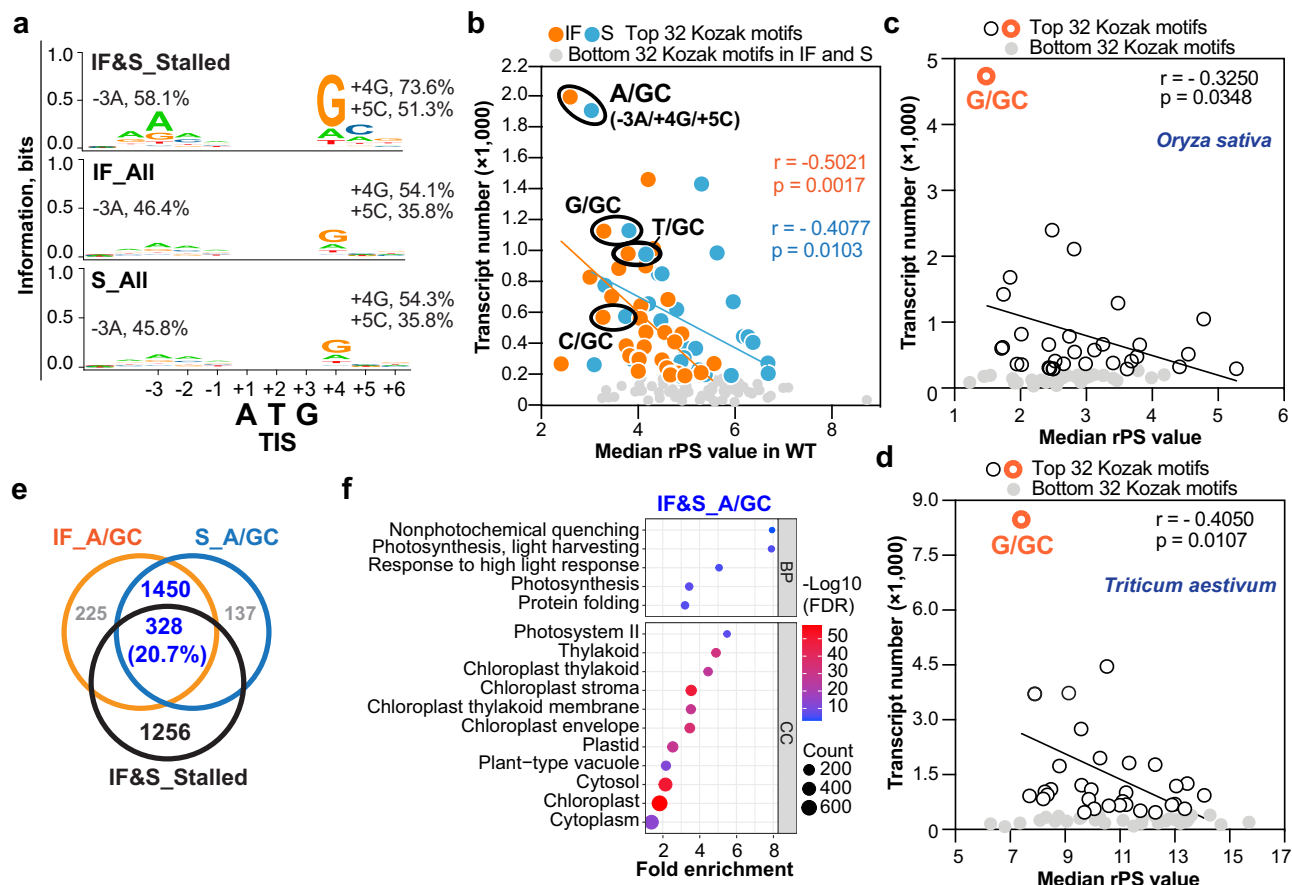 a
IF&S_Stalled
-3A, 58.1%
+4G, 73.6%
+5C, 51.3%
IF_All
-3A, 46.4%
+4G, 54.1%
+5C, 35.8%
S_All
-3A, 45.8%
+4G, 54.3%
+5C, 35.8%
Information, bits
1.0
0.5
0.0
1.0
0.5
0.0
1.0
0.5
0.0
-3 -2 -1 +1 +2 +3 +4 +5 +6
A T G
TIS
b
IF S Top 32 Kozak motifs
Bottom 32 Kozak motifs in IF and S
A/GC
(-3A/+4G/+5C)
r = -0.5021
p = 0.0017
r = -0.4077
p = 0.0103
G/GC
T/GC
C/GC
Transcript number (×1,000)
2.2
2.0
1.8
1.6
1.4
1.2
1.0
0.8
0.6
0.4
0.2
0
2 4 6 8
Median rPS value in WT
c
Top 32 Kozak motifs
Bottom 32 Kozak motifs
G/GC
r = - 0.3250
p = 0.0348
Oryza sativa
Transcript number (×1,000)
5
4
3
2
1
0
1 2 3 4 5 6
Median rPS value
d
Top 32 Kozak motifs
Bottom 32 Kozak motifs
G/GC
r = - 0.4050
p = 0.0107
Triticum aestivum
Transcript number (×1,000)
9.0
7.5
6.0
4.5
3.0
1.5
0
5 7 9 11 13 15 17
Median rPS value
e
IF_A/GC
S_A/GC
1450
225
137
328
(20.7%)
1256
IF&S_Stalled
f
IF&S_A/GC
Nonphotochemical quenching
Photosynthesis, light harvesting
Response to high light response
Photosynthesis
Protein folding
BP
Photosystem II
Thylakoid
Chloroplast thylakoid
Chloroplast stroma
Chloroplast thylakoid membrane
Chloroplast envelope
Plastid
Plant−type vacuole
Cytosol
Chloroplast
Cytoplasm
CC
2 4 6 8
Fold enrichment
-Log10
(FDR)
50
40
30
20
10
Count
200
400
600